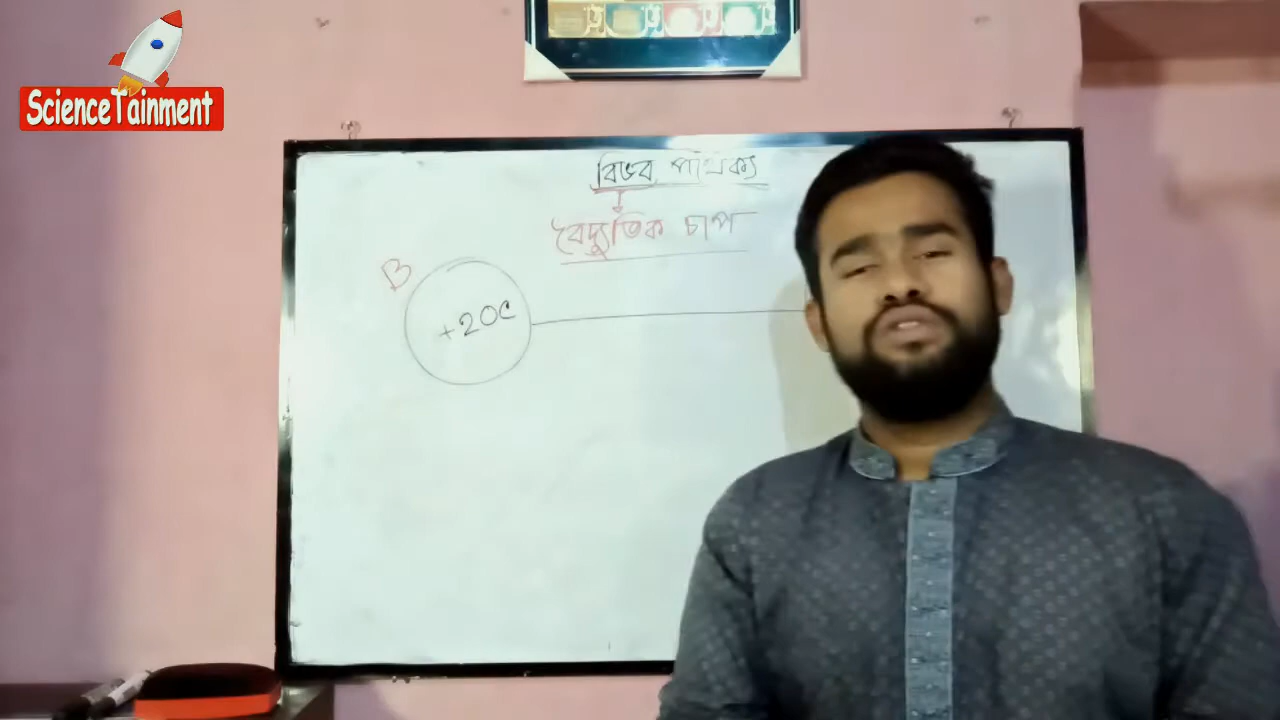 ScienceTainment
বিভব পার্থক্য
বৈদ্যুতিক চাপ
B
+20C